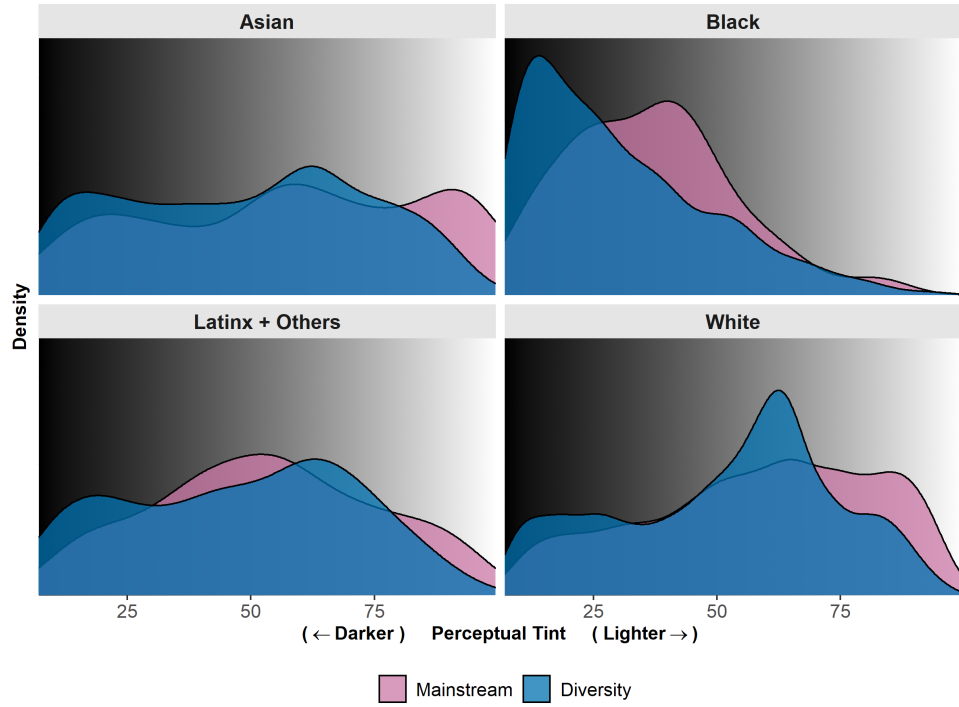 Asian
Black
Density
Latinx + Others
White
25 50 75
25 50 75
( ← Darker ) Perceptual Tint ( Lighter → )
Mainstream Diversity